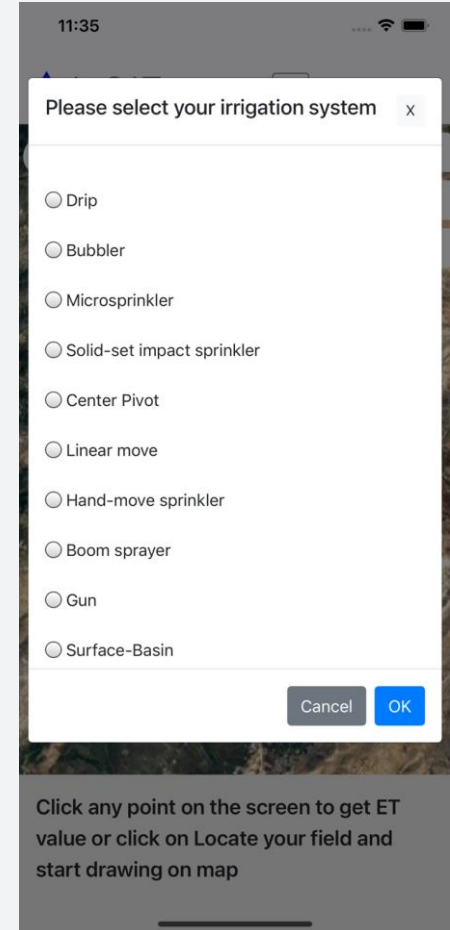 11:35
Please select your irrigation system
x
Drip
Bubbler
Microsprinkler
Solid-set impact sprinkler
Center Pivot
Linear move
Hand-move sprinkler
Boom sprayer
Gun
Surface-Basin
Cancel
OK
Click any point on the screen to get ET
value or click on Locate your field and
start drawing on map